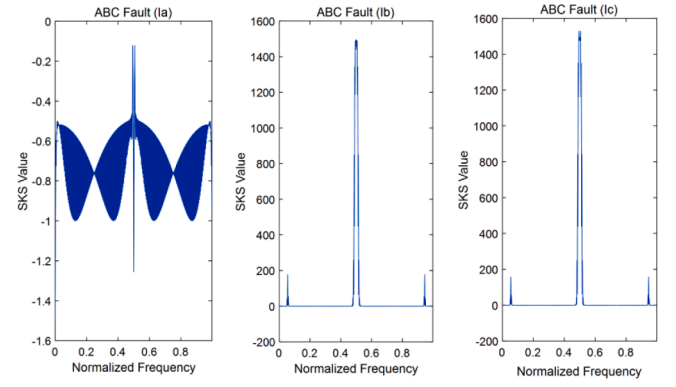 ABC Fault (Ia)
0
-0.2
-0.4
-0.6
-0.8
-1
-1.2
-1.4
-1.6
SKS Value
0 0.2 0.4 0.6 0.8
Normalized Frequency
ABC Fault (Ib)
1600
1400
1200
1000
800
600
400
200
0
-200
SKS Value
0 0.2 0.4 0.6 0.8
Normalized Frequency
ABC Fault (Ic)
1600
1400
1200
1000
800
600
400
200
0
-200
SKS Value
0 0.2 0.4 0.6 0.8
Normalized Frequency